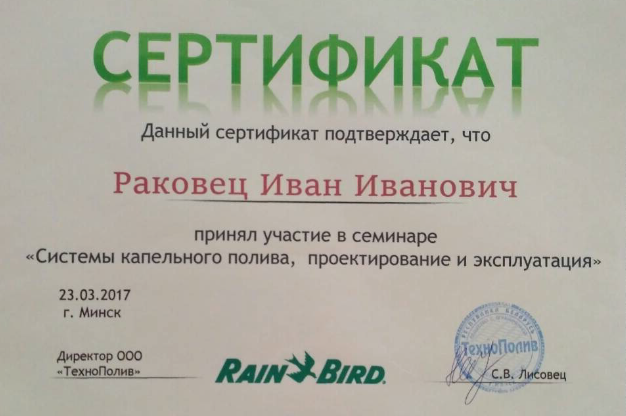 СЕРТИФИКАТ
Данный сертификат подтверждает, что
Раковец Иван Иванович
принял участие в семинаре
«Системы капельного полива, проектирование и эксплуатация»
23.03.2017
г. Минск
Директор ООО
«ТехноПолив»
RAIN BIRD.
ТехноПолив
С.В. Лисовец